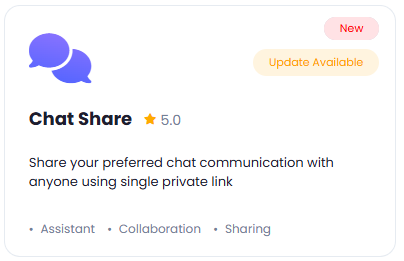 New
Update Available
Chat Share 5.0
Share your preferred chat communication with
anyone using single private link
• Assistant • Collaboration • Sharing